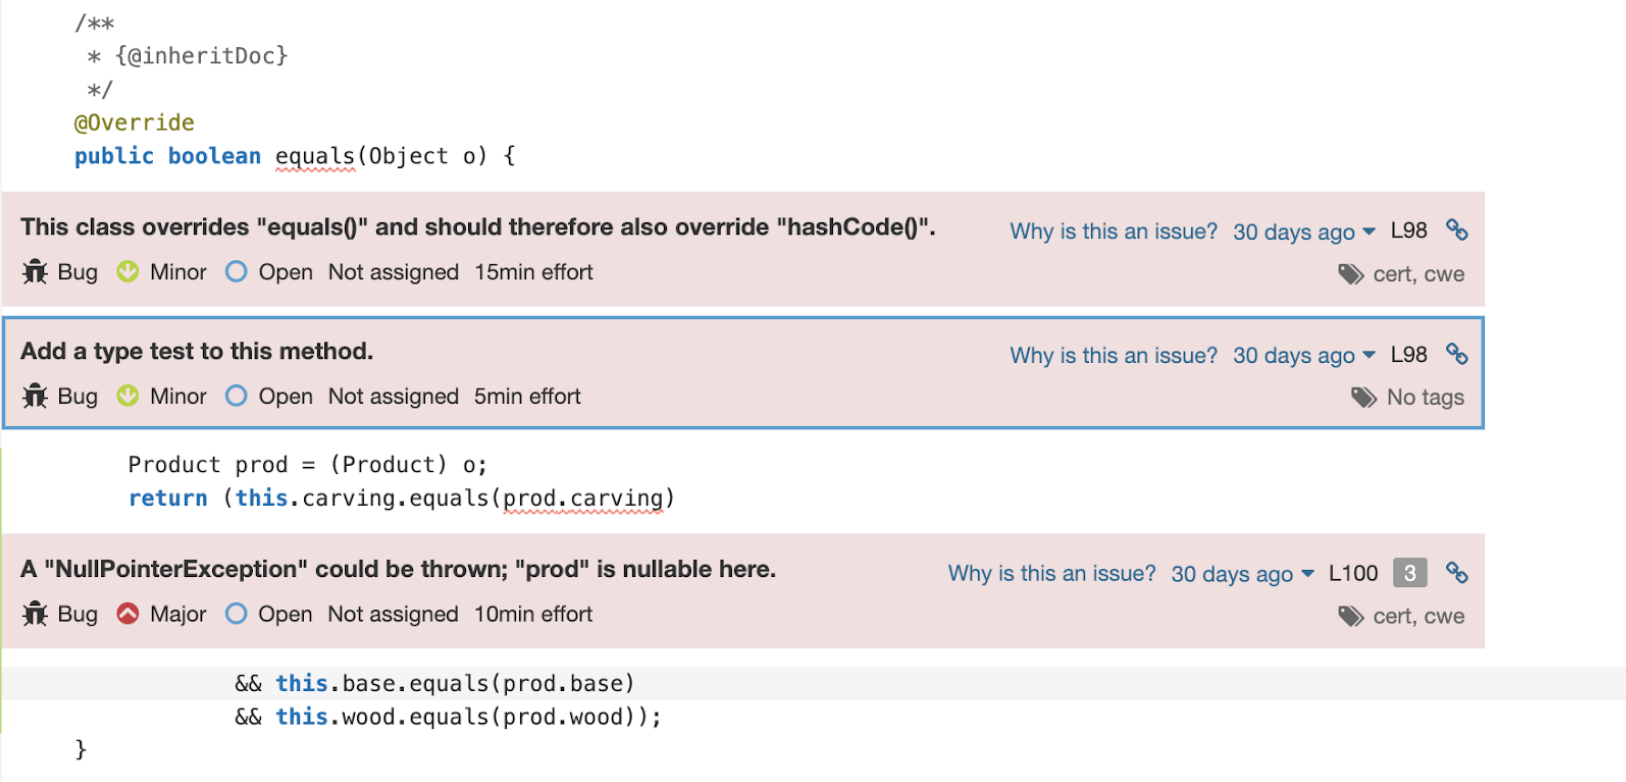 /**
* {@inheritDoc}
*/
@Override
public boolean equals(Object o) {
This class overrides "equals()" and should therefore also override "hashCode()". Why is this an issue? 30 days ago L98
Bug Minor Open Not assigned 15min effort cert, cwe
Add a type test to this method. Why is this an issue? 30 days ago L98
Bug Minor Open Not assigned 5min effort No tags
Product prod = (Product) o;
return (this.carving.equals(prod.carving)
A "NullPointerException" could be thrown; "prod" is nullable here. Why is this an issue? 30 days ago L100 3
Bug Major Open Not assigned 10min effort cert, cwe
&& this.base.equals(prod.base)
&& this.wood.equals(prod.wood));
}